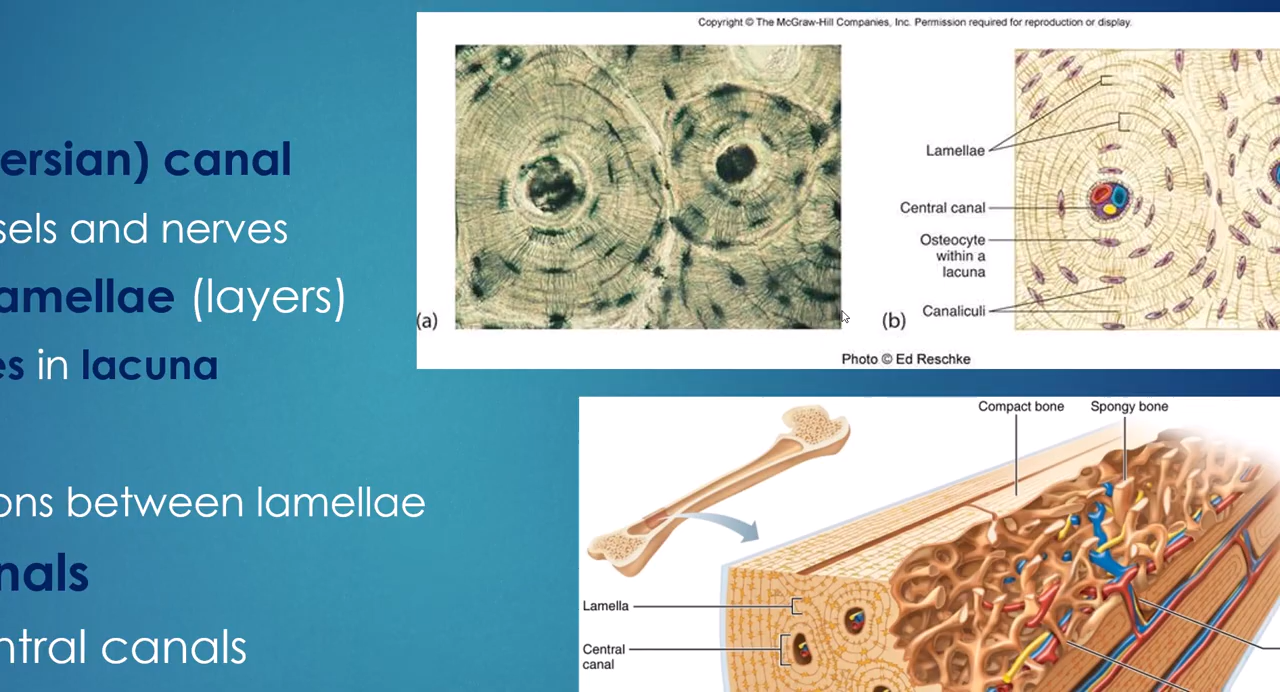 Copyright © The McGraw-Hill Companies, Inc. Permission required for reproduction or display.
ersian) canal
sels and nerves
amellae (layers)
es in lacuna
ons between lamellae
nals
ntral canals
Lamellae
Central canal
Osteocyte
within a
lacuna
Canaliculi
(a)
(b)
Photo © Ed Reschke
Compact bone
Spongy bone
Lamella
Central
canal